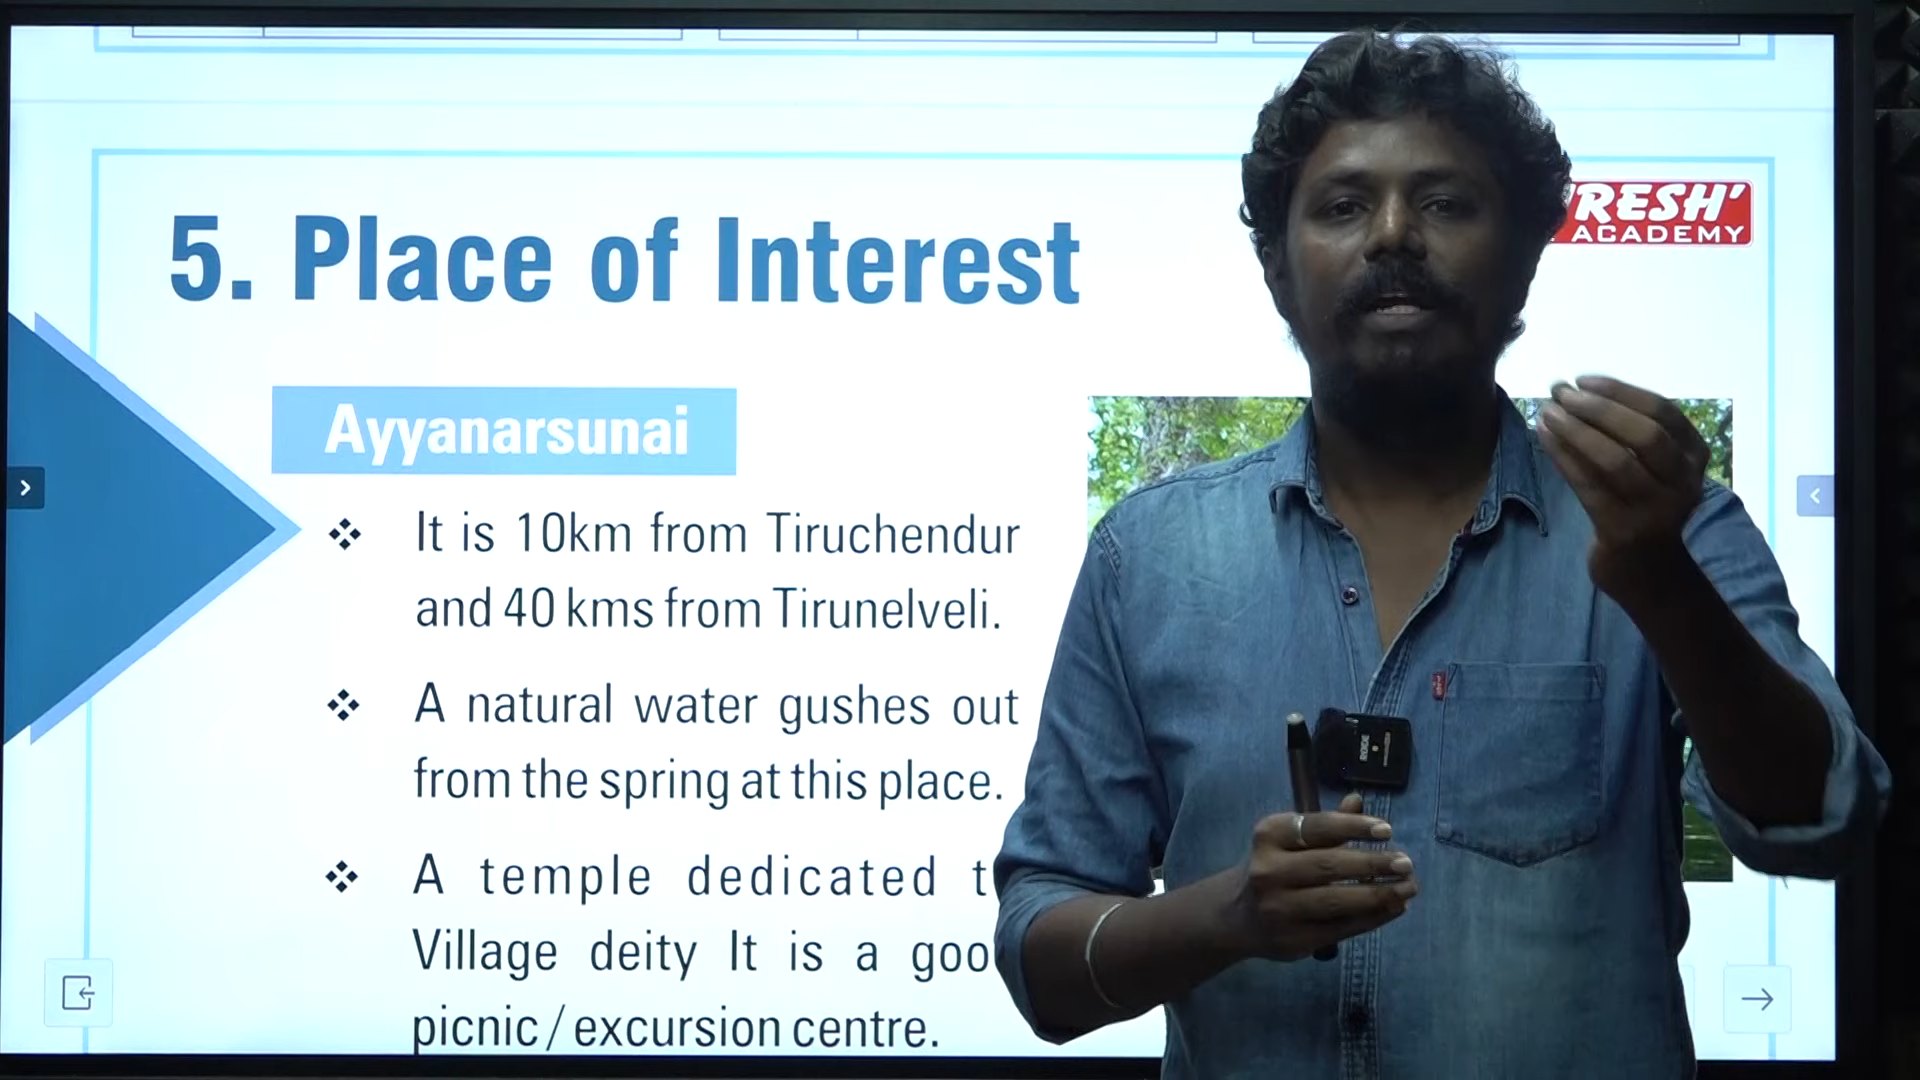 5. Place of Interest
RESH'
ACADEMY
Ayyanarsunai
It is 10km from Tiruchendur
and 40 kms from Tirunelveli.
A natural water gushes out
from the spring at this place.
A temple dedicated
Village deity It is a
picnic / excursion centre.
RODE